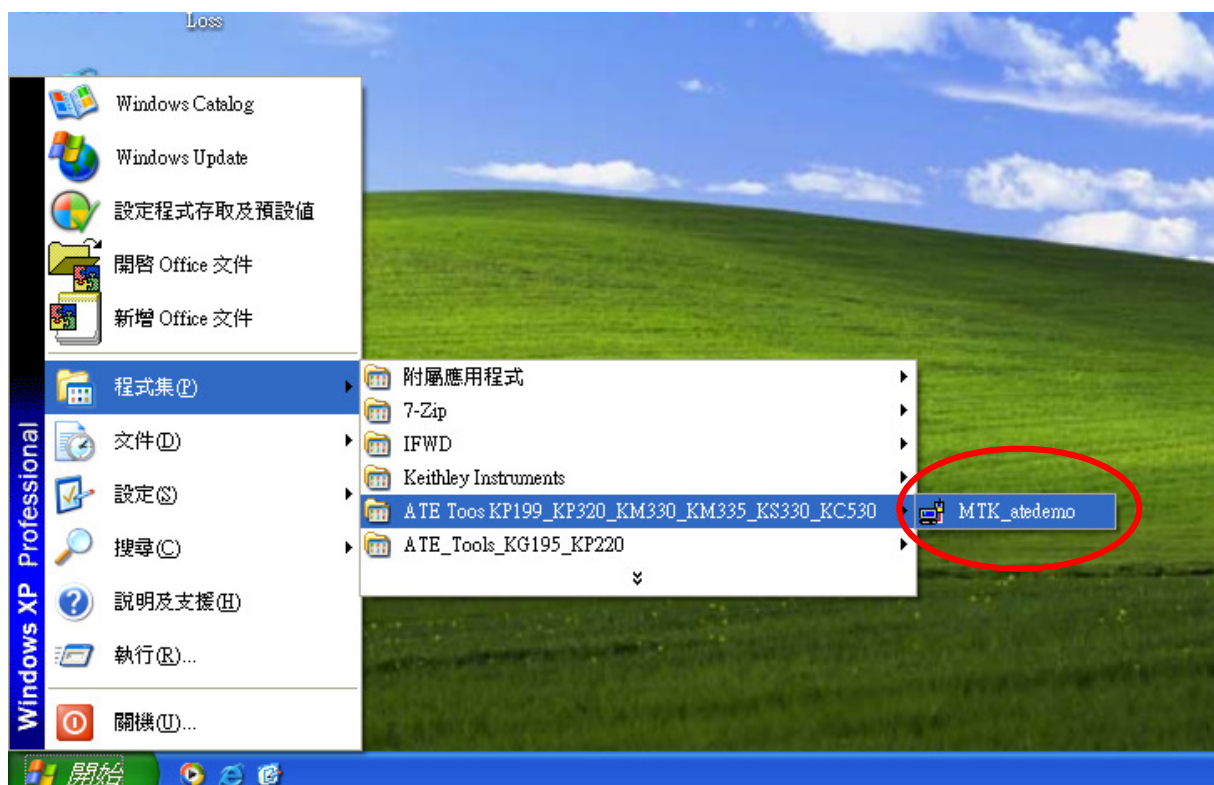 Loss
Windows Catalog
Windows Update
設定程式存取及預設值
開啓 Office 文件
新增 Office 文件
程式集(P)
文件(D)
設定(S)
搜尋(C)
說明及支援(H)
執行(R)...
關機(U)...
Windows XP Professional
附屬應用程式
7-Zip
IFWD
Keithley Instruments
ATE Toos KP199_KP320_KM330_KM335_KS330_KC530
ATE_Tools_KG195_KP220
MTK_atedemo
開始